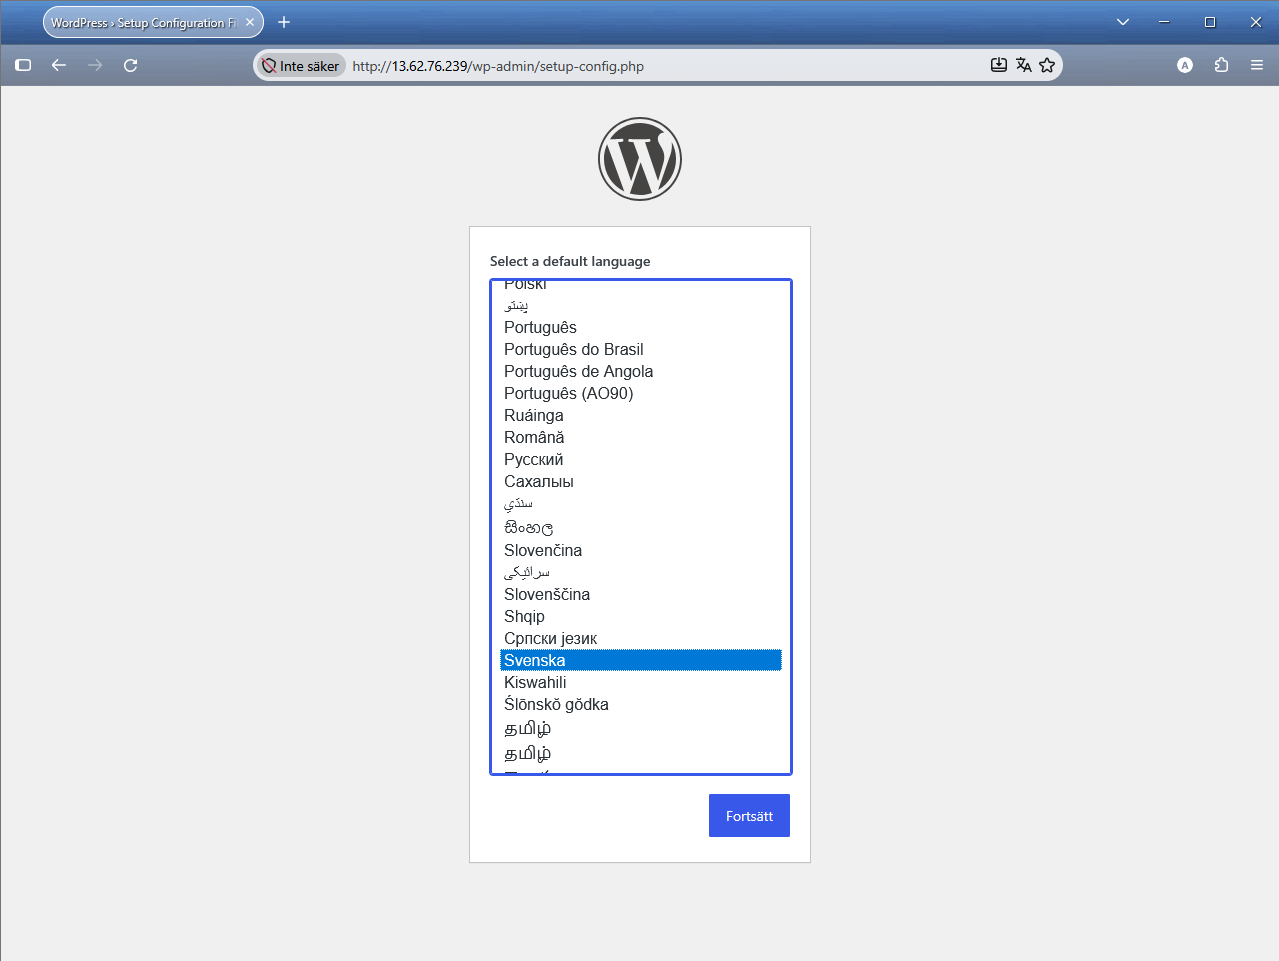 WordPress › Setup Configuration Fi
Inte säker
http://13.62.76.239/wp-admin/setup-config.php
A
W
Select a default language
Polski
پښتو
Português
Português do Brasil
Português de Angola
Português (AO90)
Ruáinga
Română
Русский
Сахалыы
سنڌي
සිංහල
Slovenčina
سرائیکی
Slovenščina
Shqip
Српски језик
Svenska
Kiswahili
Ślōnskŏ gŏdka
தமிழ்
தமிழ்
Fortsätt